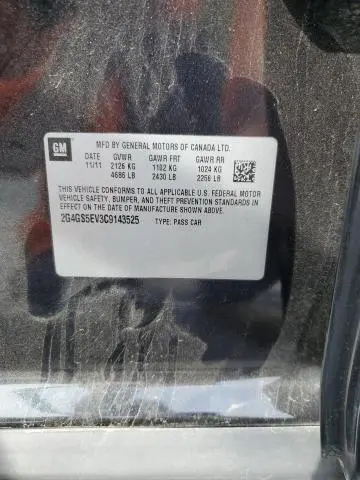 GM
MFD BY GENERAL MOTORS OF CANADA LTD.
DATE GVWR GAWR FRT GAWR RR
11/11 2126 KG 1102 KG 1024 KG
4686 LB 2430 LB 2256 LB
THIS VEHICLE CONFORMS TO ALL APPLICABLE U.S. FEDERAL MOTOR
VEHICLE SAFETY, BUMPER, AND THEFT PREVENTION STANDARDS IN
EFFECT ON THE DATE OF MANUFACTURE SHOWN ABOVE.
2G4GS5EV3C9143525 TYPE: PASS CAR